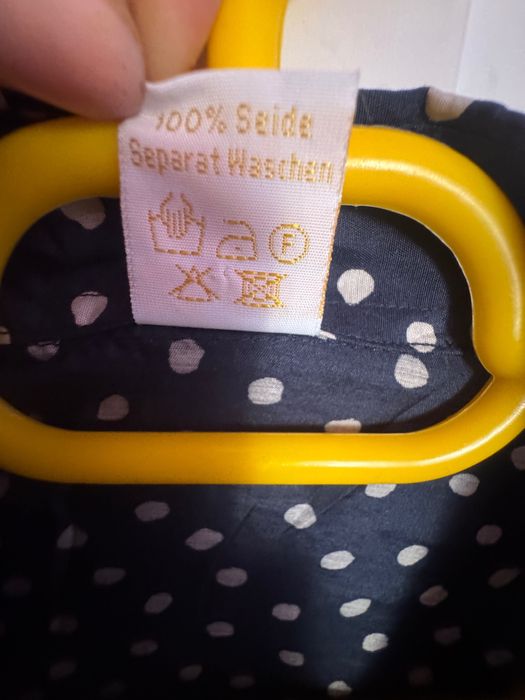 100% Seide
Separat Waschen
F